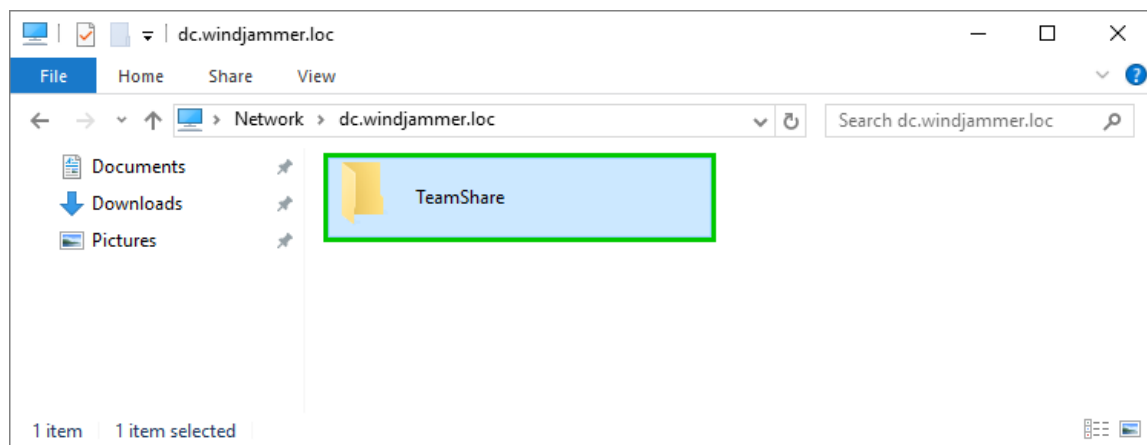 dc.windjammer.loc
File Home Share View
?
Network dc.windjammer.loc
Search dc.windjammer.loc
Documents
Downloads
Pictures
TeamShare
1 item 1 item selected